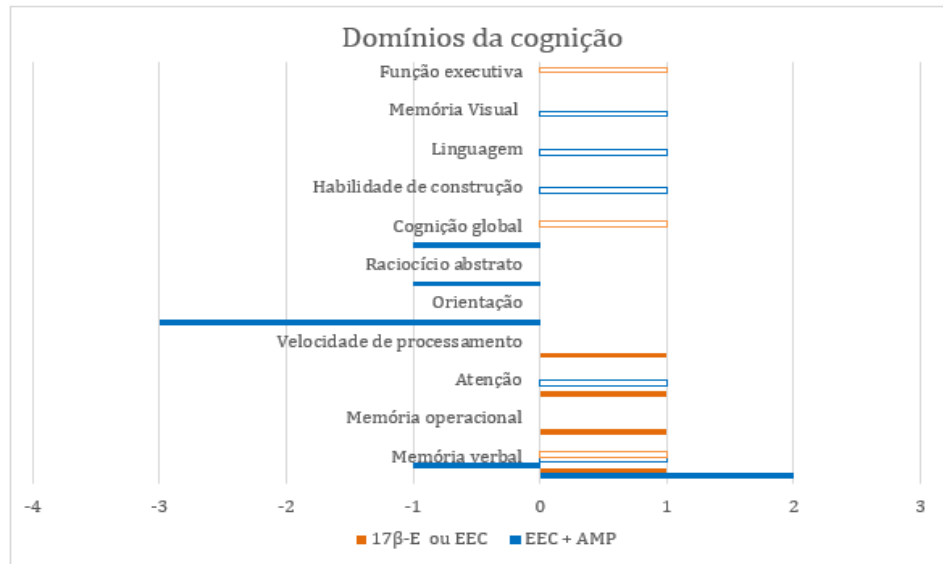 Domínios da cognição
Função executiva
Memória Visual
Linguagem
Habilidade de construção
Cognição global
Raciocício abstrato
Orientação
Velocidade de processamento
Atenção
Memória operacional
Memória verbal
-4 -3 -2 -1 0 1 2 3
17β-E ou EEC EEC + AMP